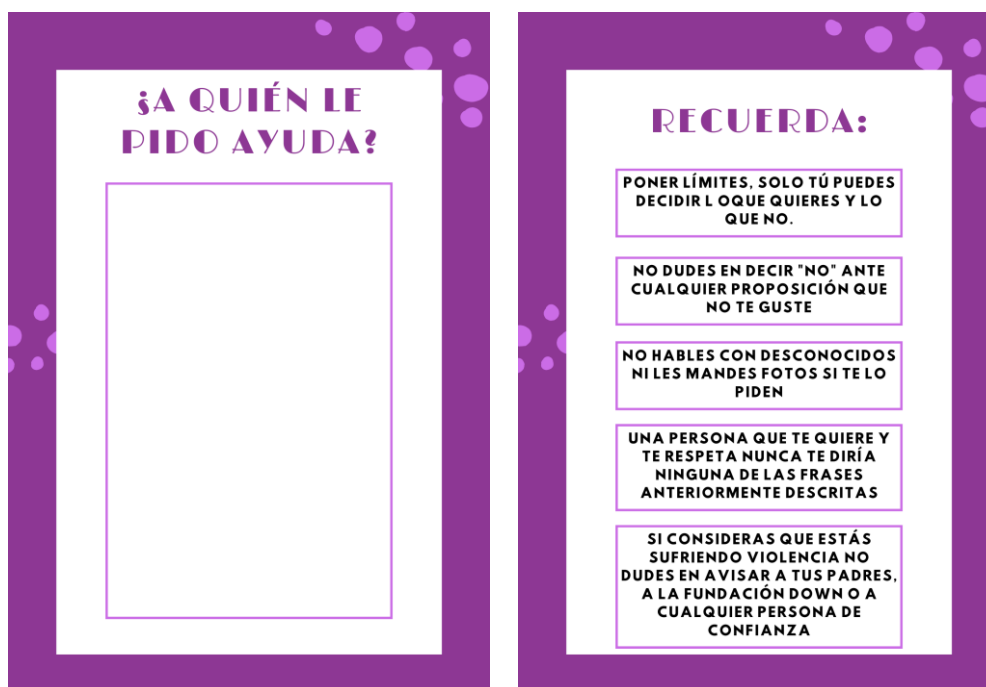 ¿A QUIÉN LE
PIDO AYUDA?
RECUERDA:
PONER LÍMITES, SOLO TÚ PUEDES
DECIDIR L OQUE QUIERES Y LO
QUE NO.
NO DUDES EN DECIR "NO" ANTE
CUALQUIER PROPOSICIÓN QUE
NO TE GUSTE
NO HABLES CON DESCONOCIDOS
NI LES MANDES FOTOS SI TE LO
PIDEN
UNA PERSONA QUE TE QUIERE Y
TE RESPETA NUNCA TE DIRÍA
NINGUNA DE LAS FRASES
ANTERIORMENTE DESCRITAS
SI CONSIDERAS QUE ESTÁS
SUFRIENDO VIOLENCIA NO
DUDES EN AVISAR A TUS PADRES,
A LA FUNDACIÓN DOWN O A
CUALQUIER PERSONA DE
CONFIANZA